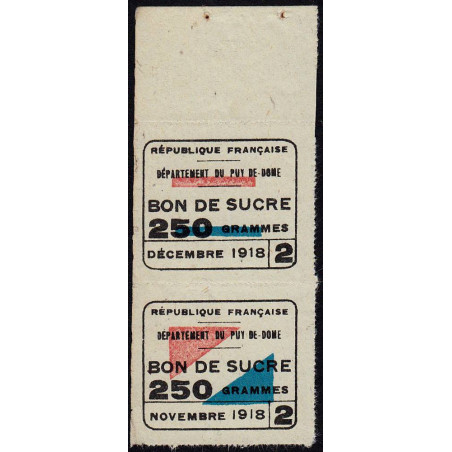 RÉPUBLIQUE FRANÇAISE
DÉPARTEMENT DU PUY-DE-DOME
BON DE SUCRE
250 GRAMMES
DÉCEMBRE 1918 2
RÉPUBLIQUE FRANÇAISE
DÉPARTEMENT DU PUY-DE-DOME
BON DE SUCRE
250 GRAMMES
NOVEMBRE 1918 2